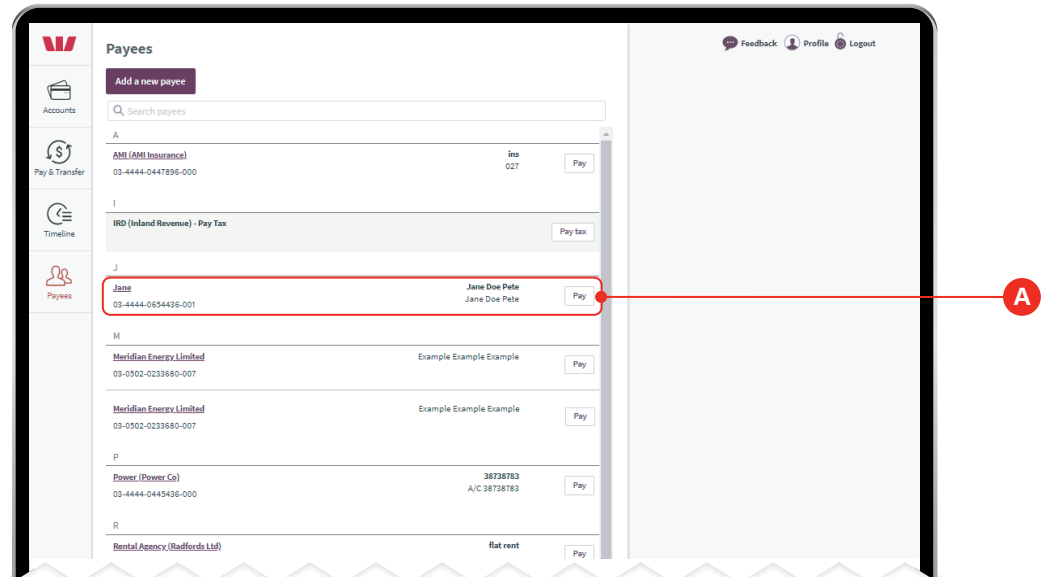 Payees
Feedback Profile Logout
Add a new payee
Search payees
Accounts
Pay & Transfer
Timeline
Payees
A
AMI (AMI Insurance) ins
03-4444-0447896-000 027
Pay
I
IRD (Inland Revenue) - Pay Tax
Pay tax
J
Jane Jane Doe Pete
03-4444-0654436-001 Jane Doe Pete
Pay
A
M
Meridian Energy Limited Example Example Example
03-0502-0233680-007
Pay
Meridian Energy Limited Example Example Example
03-0502-0233680-007
Pay
P
Power (Power Co) 38738783
03-4444-0445436-000 A/C 38738783
Pay
R
Rental Agency (Radfords Ltd) flat rent
Pay